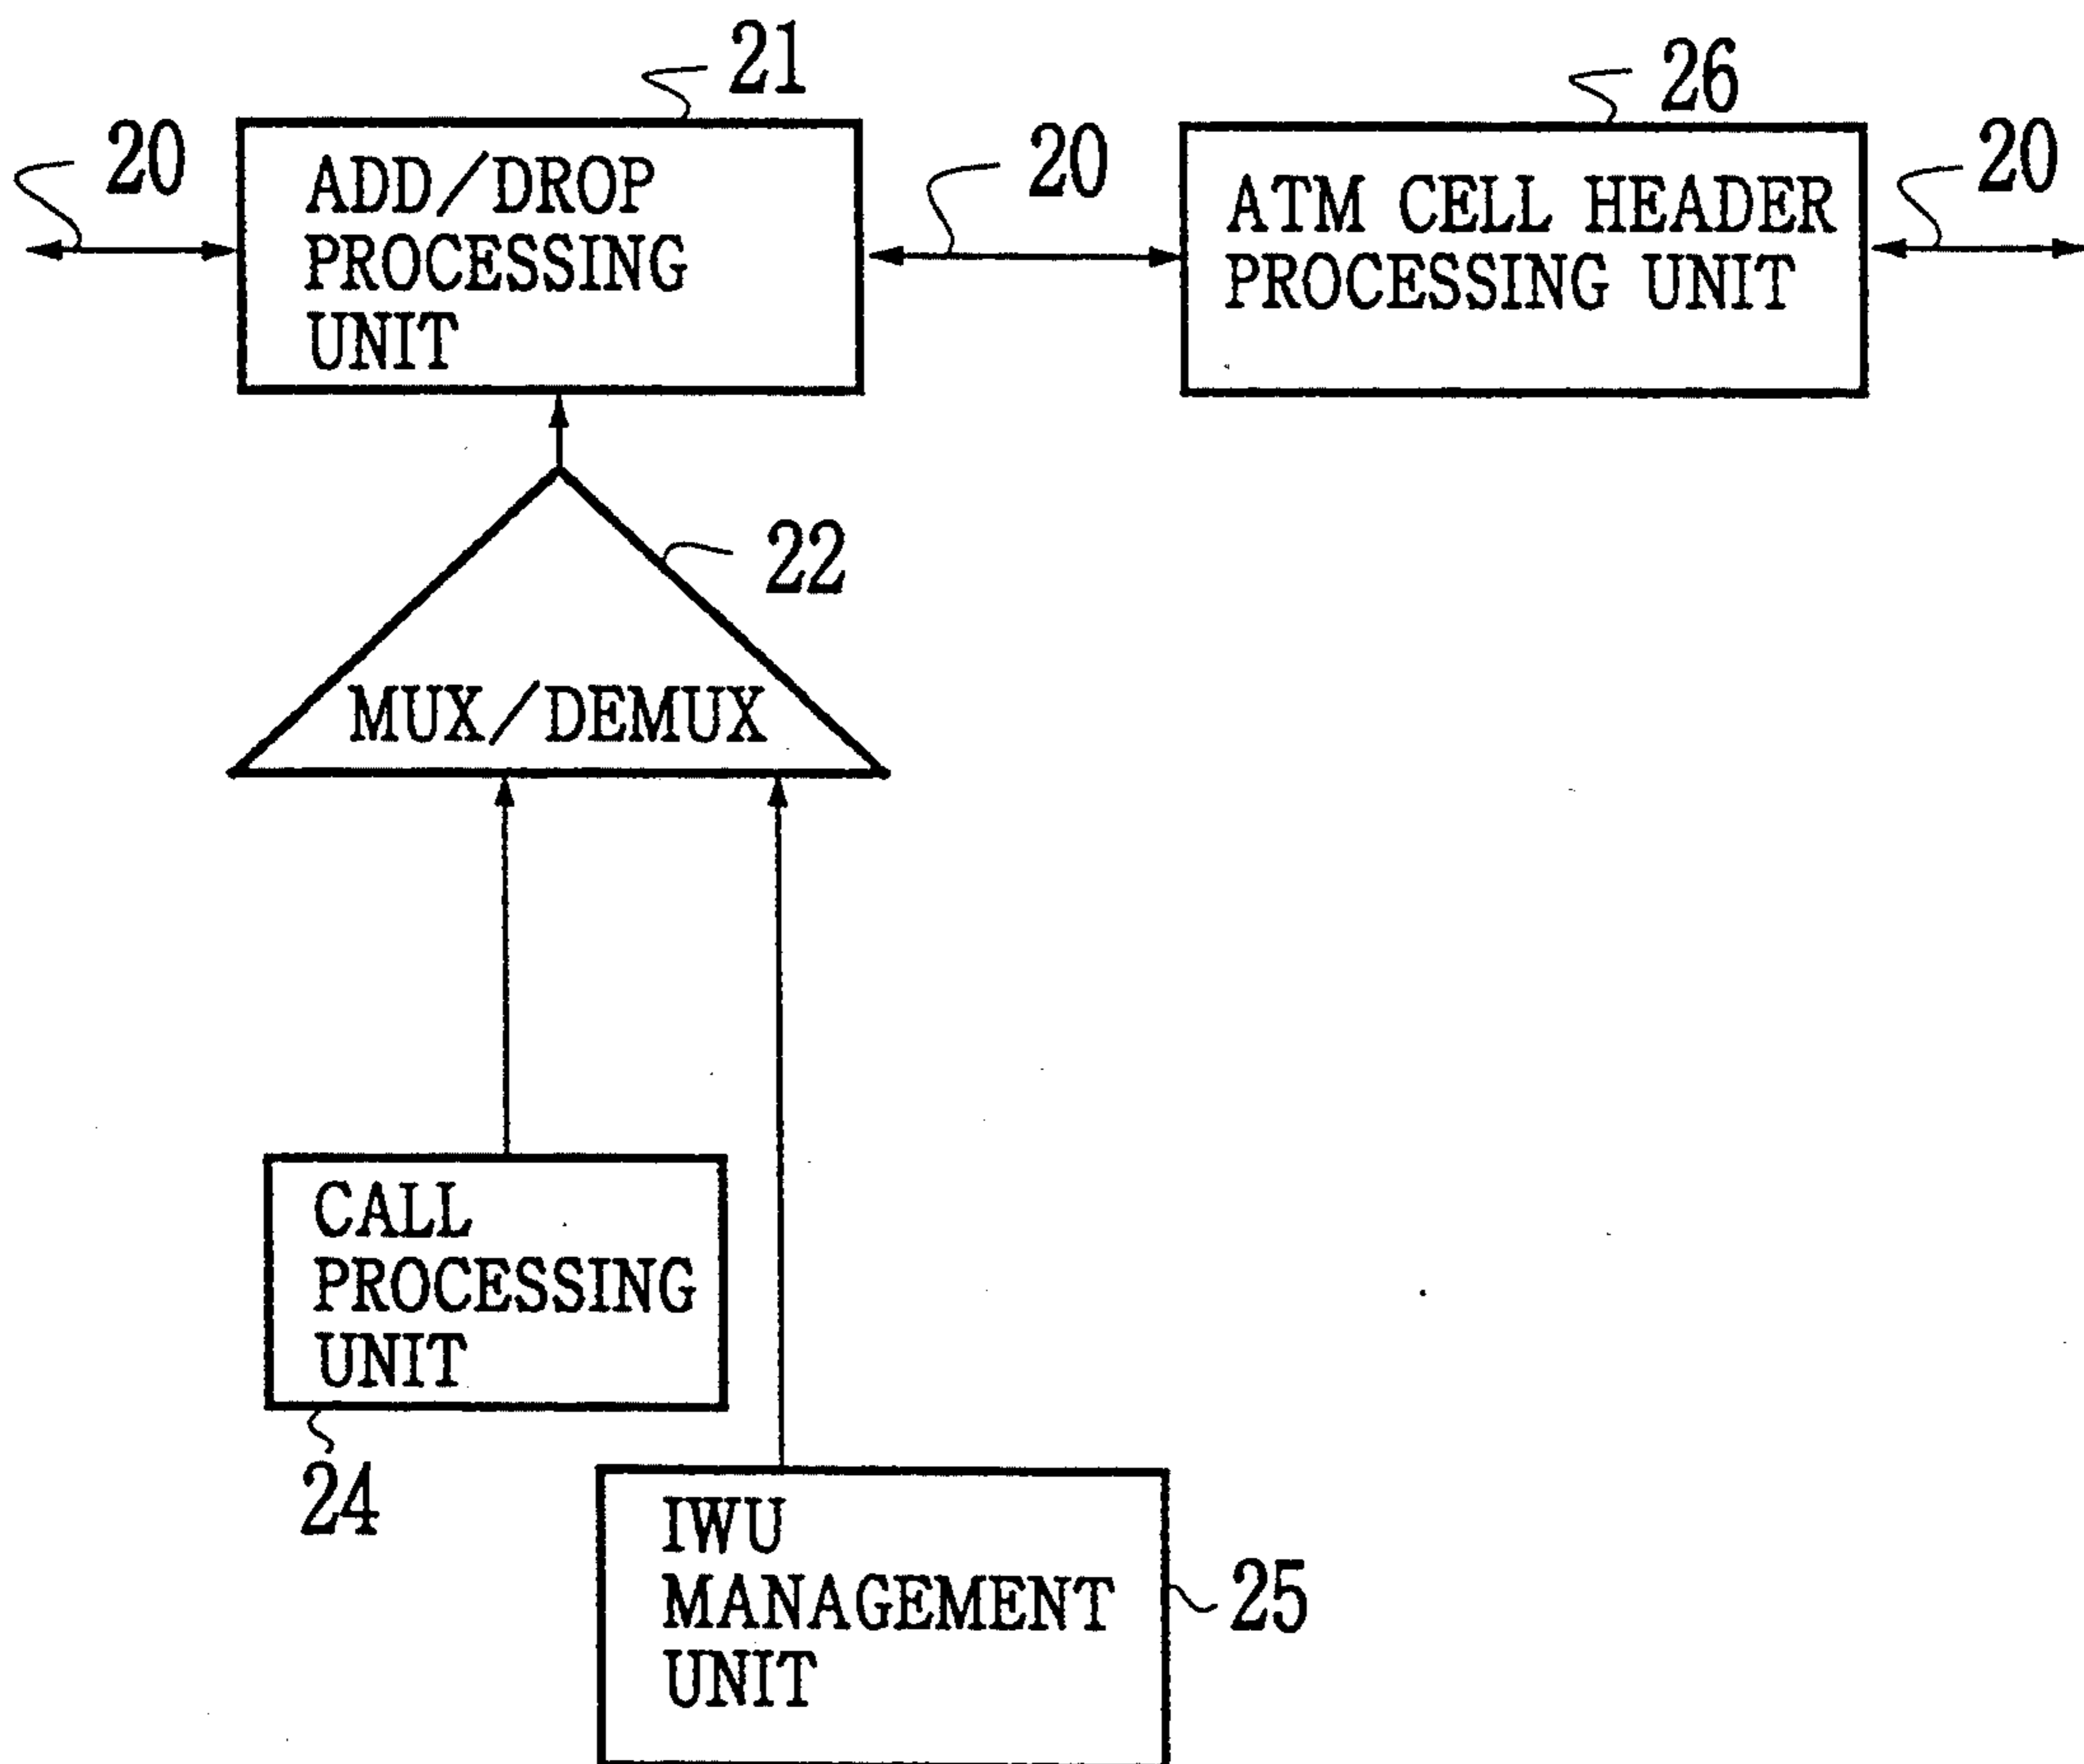 21
26
20
20
20
ADD/DROP
PROCESSING
UNIT
ATM CELL HEADER
PROCESSING UNIT
22
MUX/DEMUX
CALL
PROCESSING
UNIT
24
IWU
MANAGEMENT
UNIT
25